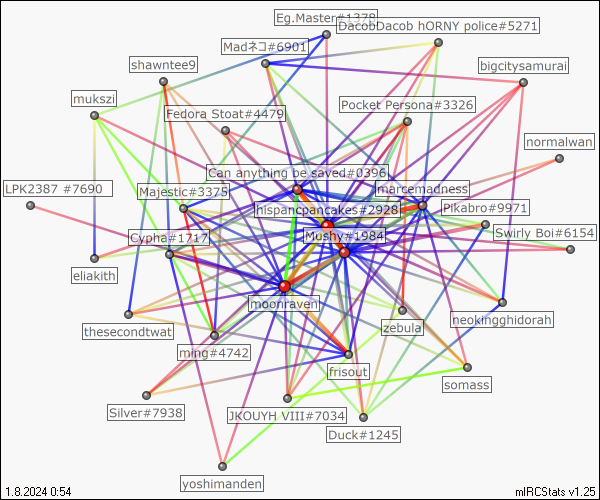 Eg.Master#1378
DacobDacob hORNY police#5271
Madネコ#6901
shawntee9
bigcitysamurai
mukszi
Fedora Stoat#4479
Pocket Persona#3326
normalwan
Can anything be saved#0396
LPK2387 #7690
Majestic#3375
marcemadness
hispancpancakes#2928
Pikabro#9971
Cypha#1717
Mushy#1984
Swirly Boi#6154
eliakith
moonraven
thesecondtwat
zebula
neokingghidorah
ming#4742
frisout
somass
Silver#7938
JKOUYH VIII#7034
Duck#1245
yoshimanden
1.8.2024 0:54
mIRCStats v1.25